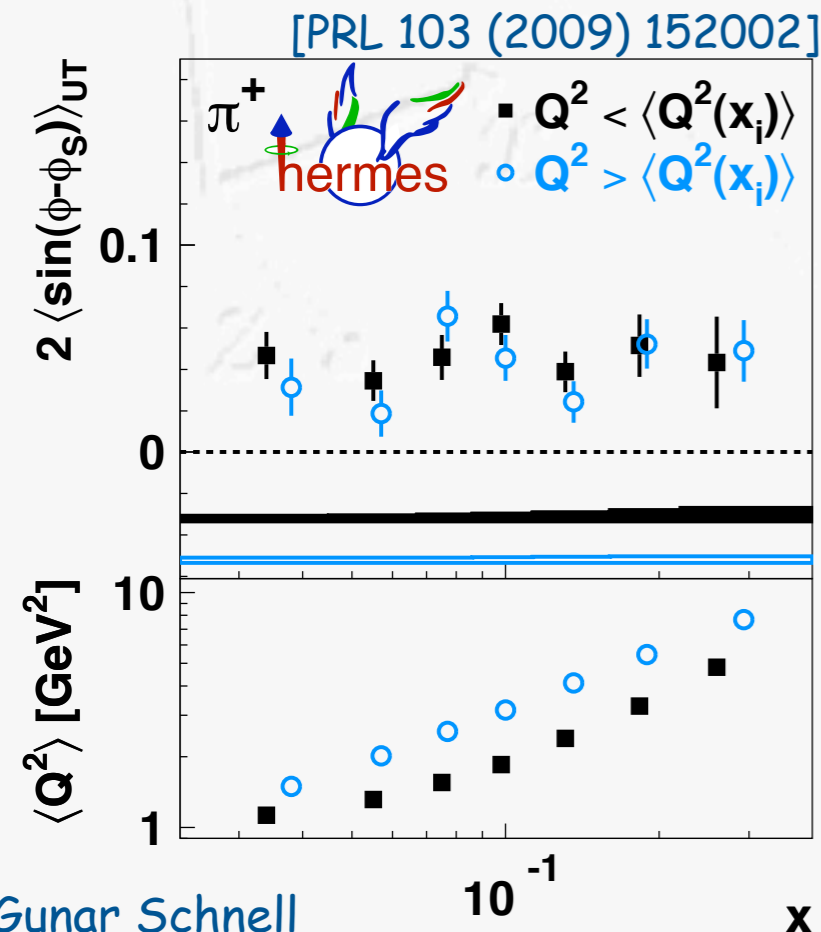 [PRL 103 (2009) 152002]
2 ⟨sin(ϕ-ϕS)⟩UT
π+
hermes
Q2 < ⟨Q2(xi)⟩
Q2 > ⟨Q2(xi)⟩
0.1
0
⟨Q2⟩ [GeV2]
10
1
10 -1
x
Gunar Schnell